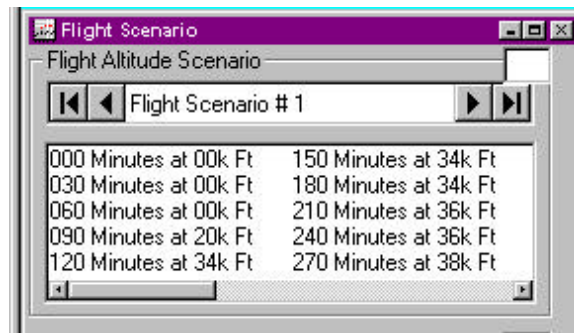 Flight Scenario
Flight Altitude Scenario
Flight Scenario # 1
000 Minutes at 00k Ft
030 Minutes at 00k Ft
060 Minutes at 00k Ft
090 Minutes at 20k Ft
120 Minutes at 34k Ft
150 Minutes at 34k Ft
180 Minutes at 34k Ft
210 Minutes at 36k Ft
240 Minutes at 36k Ft
270 Minutes at 38k Ft